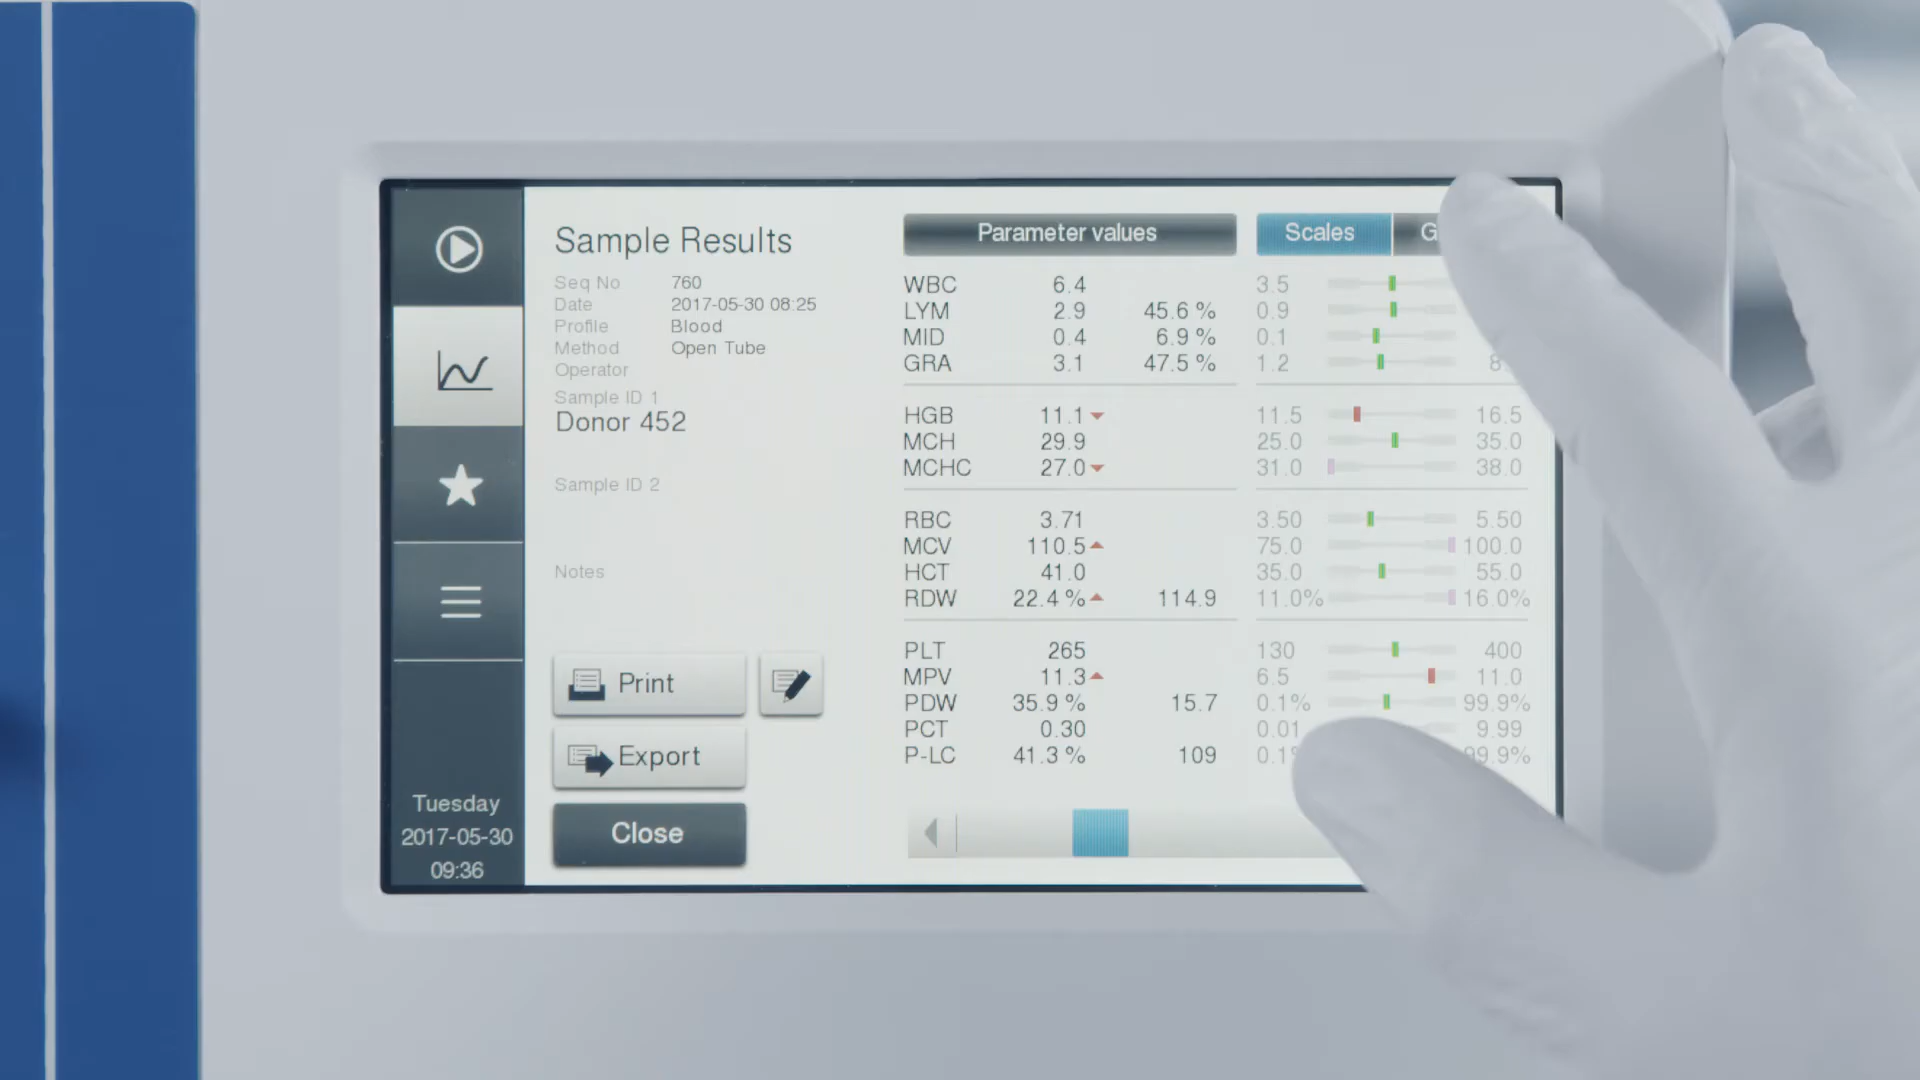 Sample Results
Seq No 760
Date 2017-05-30 08:25
Profile Blood
Method Open Tube
Operator
Sample ID 1
Donor 452
Sample ID 2
Notes
Print
Export
Close
Tuesday
2017-05-30
09:36
Parameter values Scales
WBC 6.4 3.5
LYM 2.9 45.6 % 0.9
MID 0.4 6.9 % 0.1
GRA 3.1 47.5 % 1.2
HGB 11.1 11.5 16.5
MCH 29.9 25.0 35.0
MCHC 27.0 31.0 38.0
RBC 3.71 3.50 5.50
MCV 110.5 75.0 100.0
HCT 41.0 35.0 55.0
RDW 22.4 % 114.9 11.0% 16.0%
PLT 265 130 400
MPV 11.3 6.5 11.0
PDW 35.9 % 15.7 0.1% 99.9%
PCT 0.30 0.01 9.99
P-LC 41.3 % 109 0.1% 99.9%